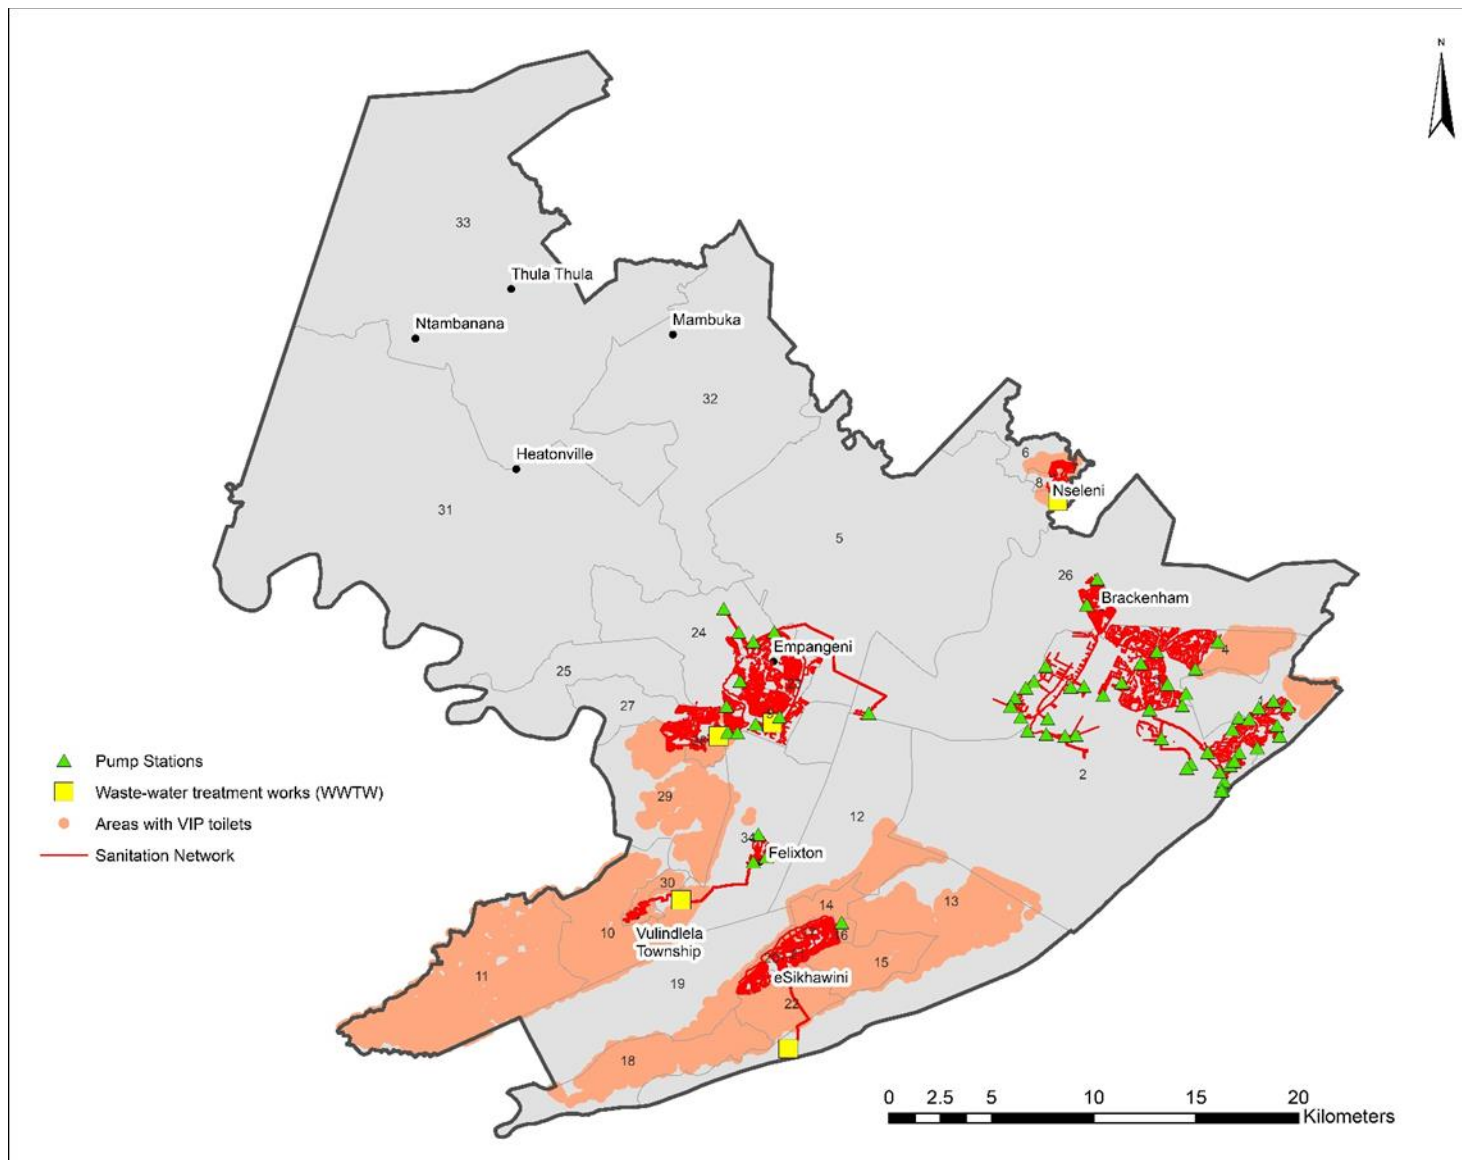 N
33
Thula Thula
Ntambanana
Mambuka
32
Heatonville
6
8
Nseleni
31
5
26
Brackenham
24
Empangeni
4
25
27
1
2
Pump Stations
Waste-water treatment works (WWTW)
Areas with VIP toilets
Sanitation Network
29
12
34
Felixton
30
14
13
10
Vulindlela
Township
16
15
11
eSikhawini
19
22
18
0 2.5 5 10 15 20
Kilometers